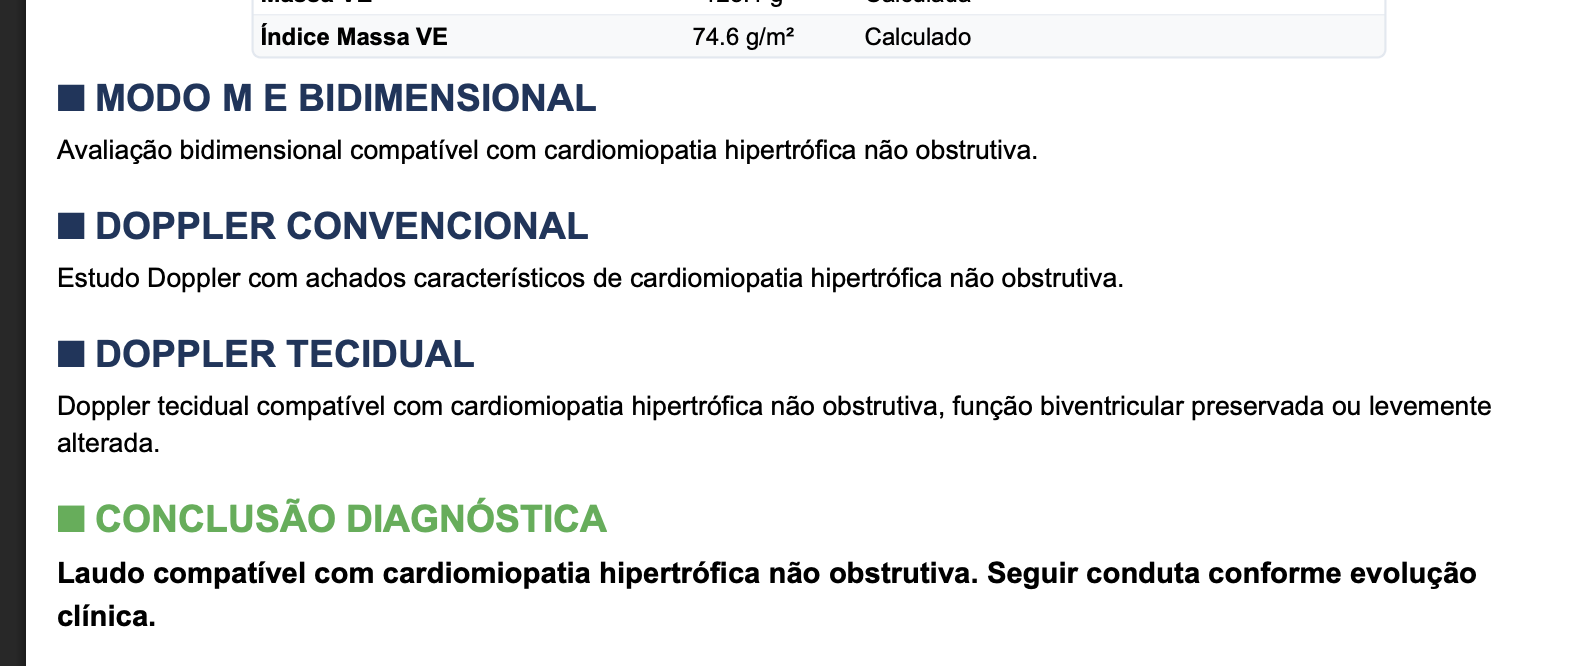 Massa VE
Calculada
Índice Massa VE 74.6 g/m² Calculado
MODO M E BIDIMENSIONAL
Avaliação bidimensional compatível com cardiomiopatia hipertrófica não obstrutiva.
DOPPLER CONVENCIONAL
Estudo Doppler com achados característicos de cardiomiopatia hipertrófica não obstrutiva.
DOPPLER TECIDUAL
Doppler tecidual compatível com cardiomiopatia hipertrófica não obstrutiva, função biventricular preservada ou levemente
alterada.
CONCLUSÃO DIAGNÓSTICA
Laudo compatível com cardiomiopatia hipertrófica não obstrutiva. Seguir conduta conforme evolução
clínica.